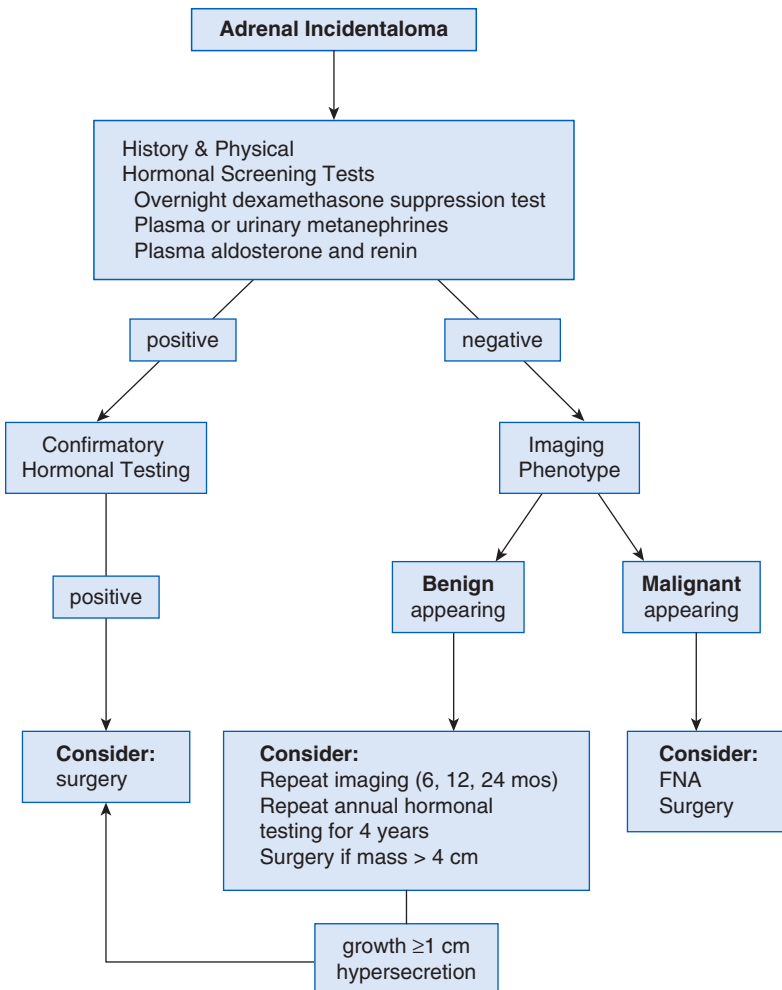 Adrenal Incidentaloma
History & Physical
Hormonal Screening Tests
Overnight dexamethasone suppression test
Plasma or urinary metanephrines
Plasma aldosterone and renin
positive
negative
Confirmatory
Hormonal Testing
Imaging
Phenotype
positive
Benign
appearing
Malignant
appearing
Consider:
surgery
Consider:
Repeat imaging (6, 12, 24 mos)
Repeat annual hormonal
testing for 4 years
Surgery if mass > 4 cm
Consider:
FNA
Surgery
growth ≥1 cm
hypersecretion